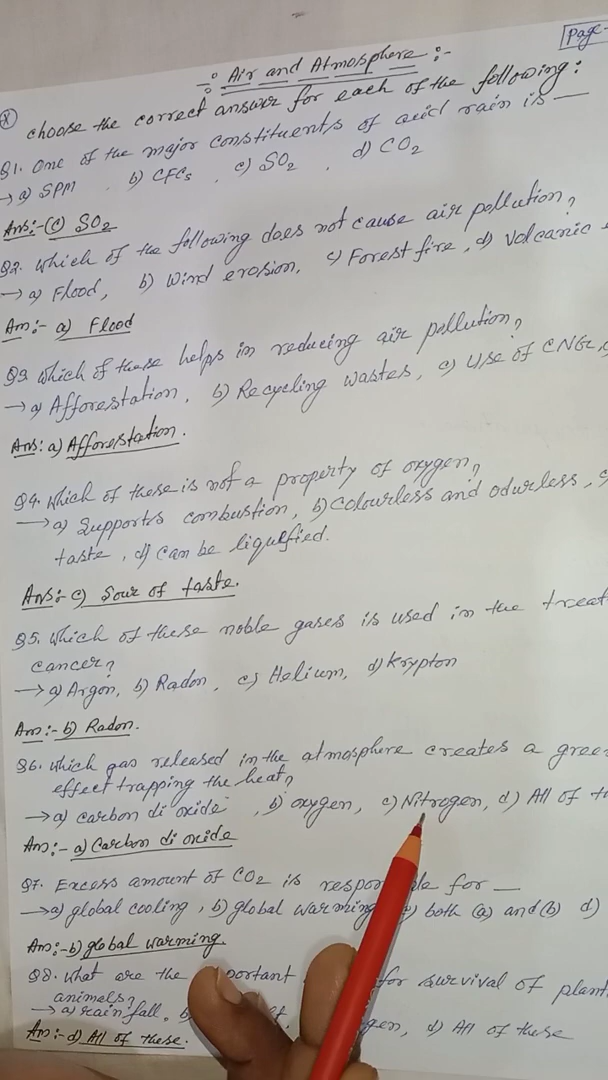 Page-
:- Air and Atmosphere :-
(X) choose the correct answer for each of the following:
Q1. One of the major constituents of acid rain is —
→ a) SPM , b) CFCs , c) SO2 , d) CO2
Ans:-(c) SO2
Q2. which of the following does not cause air pollution?
→ a) Flood, b) Wind erosion, c) Forest fire, d) Volcanic
Ans:- a) Flood
Q3 which of these helps in reducing air pollution?
→ a) Afforestation, b) Recycling wastes, c) Use of CNG,
Ans: a) Afforestation.
Q4. which of these is not a property of oxygen?
→ a) Supports combustion, b) Colourless and odurless,
taste, d) Can be liquefied.
Ans:- c) Sour of taste.
Q5. which of these noble gases is used in the treat
cancer?
→ a) Argon, b) Radon, c) Helium, d) Krypton
Ans:- b) Radon.
Q6. which gas released in the atmosphere creates a gree
effect trapping the heat?
→ a) carbon di oxide, b) oxygen, c) Nitrogen, d) All of th
Ans:- a) Carbon di oxide
Q7. Excess amount of CO2 is respo le for —
→ a) global cooling, b) global warming ) both (a) and (b) d)
Ans:-b) global warming.
Q8. What are the portant for survival of plant
animals?
→ a) rain fall, gen, d) All of these
Ans:-d) All of these.